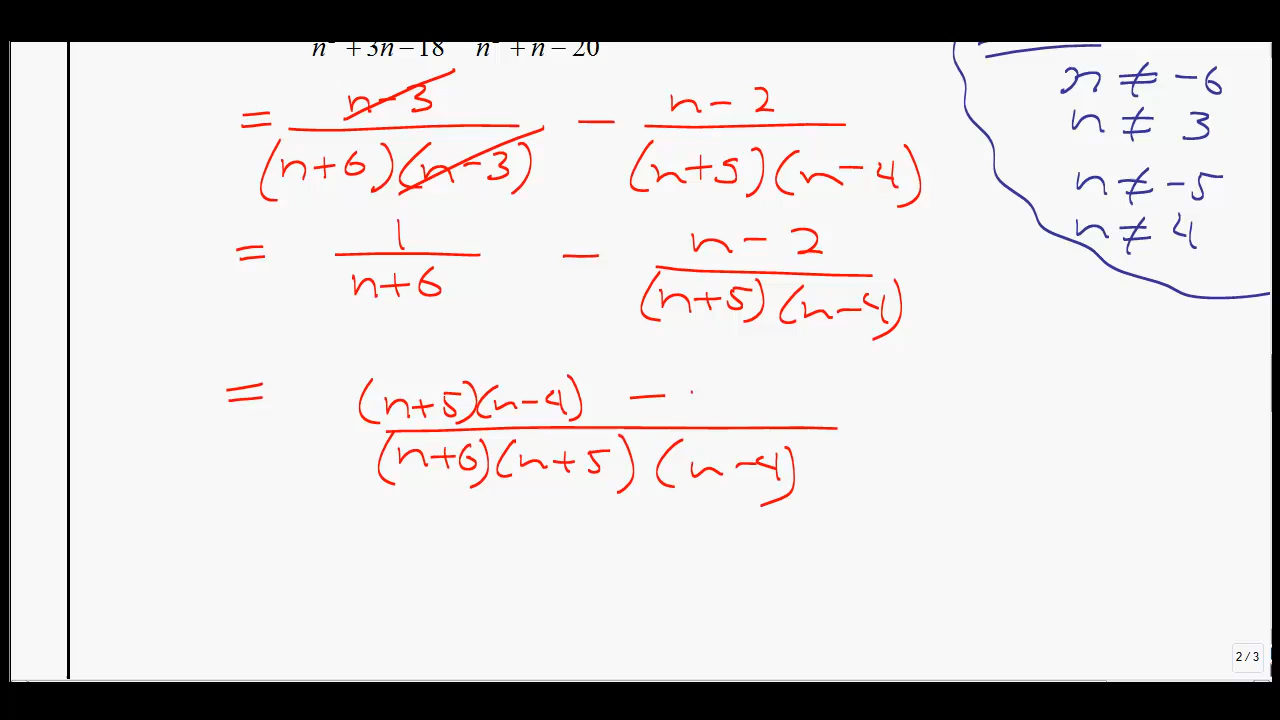 n² + 3n − 18 n² + n − 20
= n − 3 / (n+6)(n−3) − n − 2 / (n+5)(n−4)
= 1 / n+6 − n − 2 / (n+5)(n−4)
= (n+5)(n−4) − / (n+6)(n+5)(n−4)
n ≠ −6
n ≠ 3
n ≠ −5
n ≠ 4
2 / 3